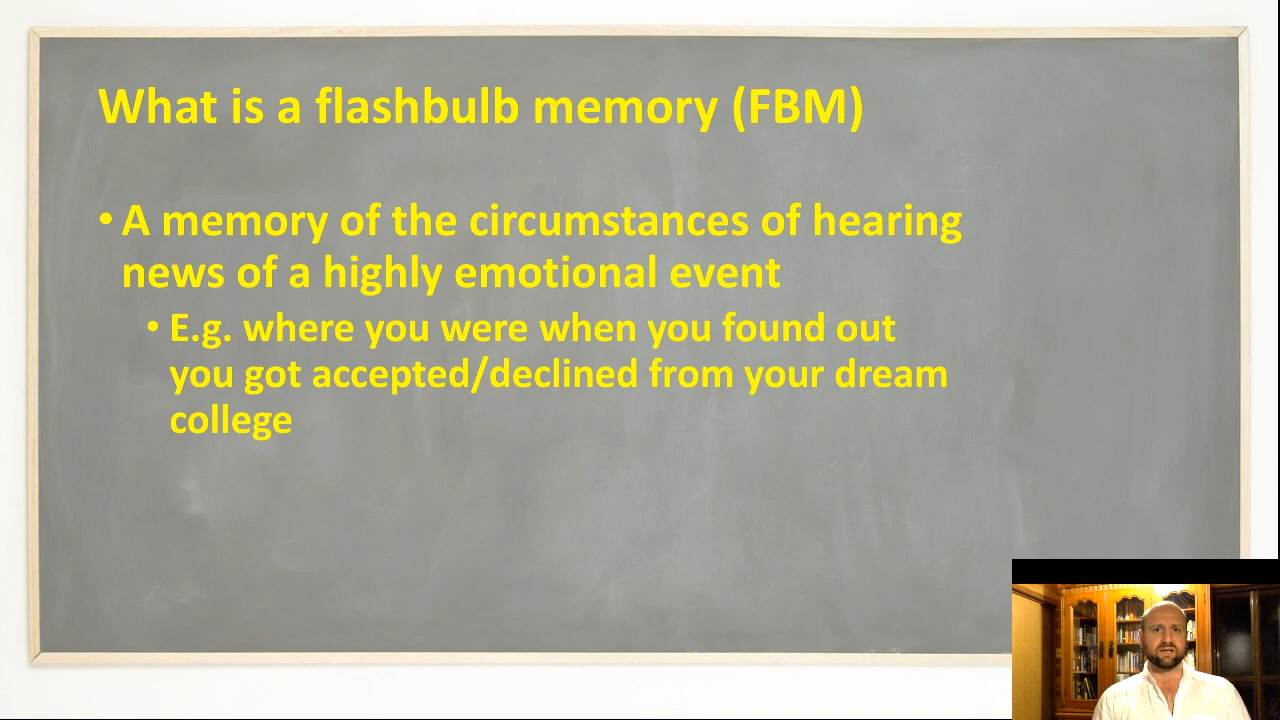 What is a flashbulb memory (FBM)
• A memory of the circumstances of hearing
news of a highly emotional event
• E.g. where you were when you found out
you got accepted/declined from your dream
college